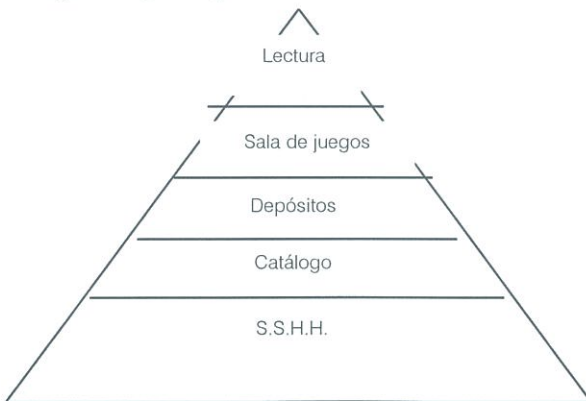 Lectura
Sala de juegos
Depósitos
Catálogo
S.S.H.H.